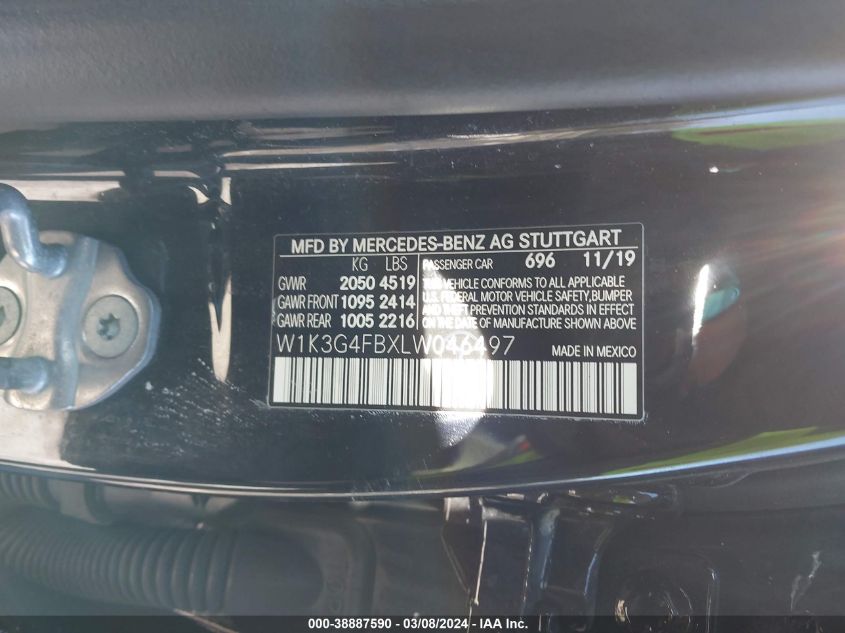 MFD BY MERCEDES-BENZ AG STUTTGART
KG LBS PASSENGER CAR 696 11/19
GVWR 2050 4519 THIS VEHICLE CONFORMS TO ALL APPLICABLE
GAWR FRONT 1095 2414 U.S. FEDERAL MOTOR VEHICLE SAFETY, BUMPER
GAWR REAR 1005 2216 AND THEFT PREVENTION STANDARDS IN EFFECT
ON THE DATE OF MANUFACTURE SHOWN ABOVE
W1K3G4FBXLW046497 MADE IN MEXICO
000-38887590 - 03/08/2024 - IAA Inc.